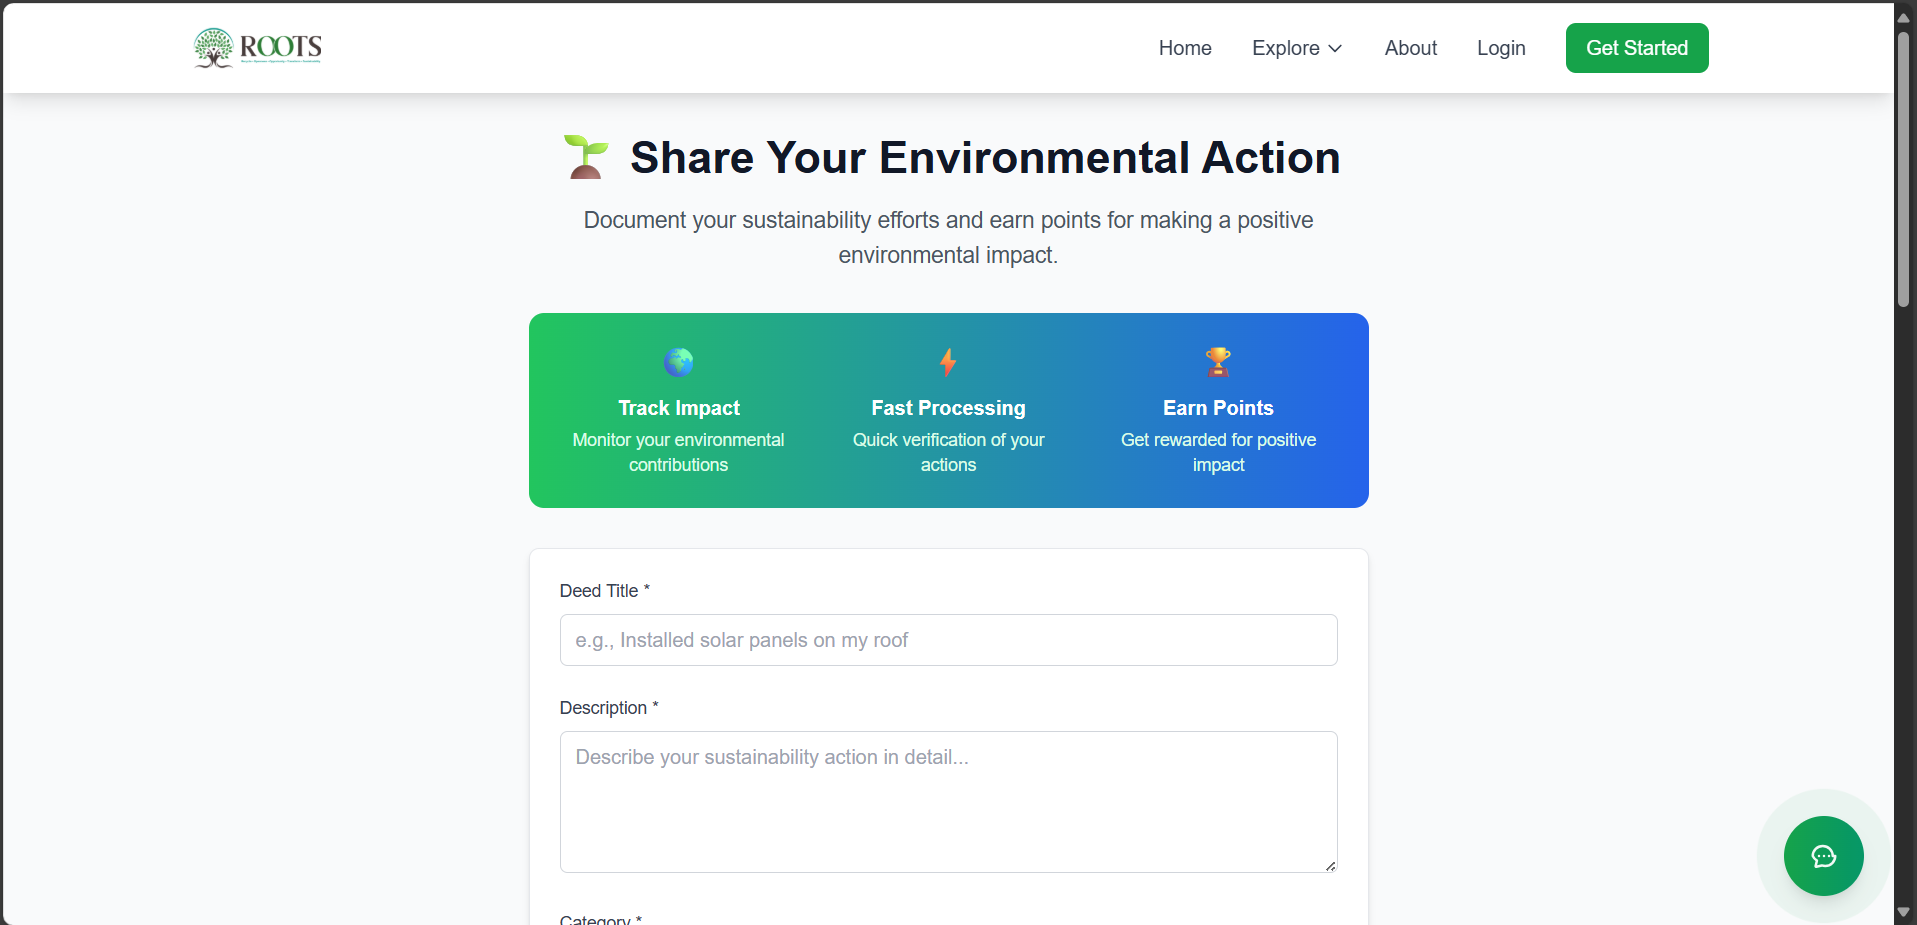 ROOTS
Home
Explore
About
Login
Get Started
Share Your Environmental Action
Document your sustainability efforts and earn points for making a positive
environmental impact.
Track Impact
Monitor your environmental
contributions
Fast Processing
Quick verification of your
actions
Earn Points
Get rewarded for positive
impact
Deed Title *
e.g., Installed solar panels on my roof
Description *
Describe your sustainability action in detail...
Category *